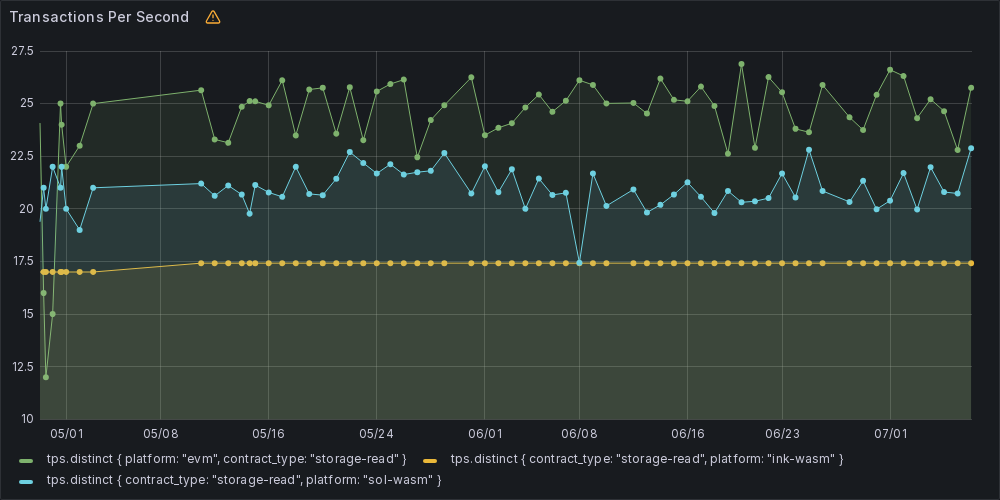 Transactions Per Second
27.5
25
22.5
20
17.5
15
12.5
10
05/01 05/08 05/16 05/24 06/01 06/08 06/16 06/23 07/01
tps.distinct { platform: "evm", contract_type: "storage-read" } tps.distinct { contract_type: "storage-read", platform: "ink-wasm" }
tps.distinct { contract_type: "storage-read", platform: "sol-wasm" }